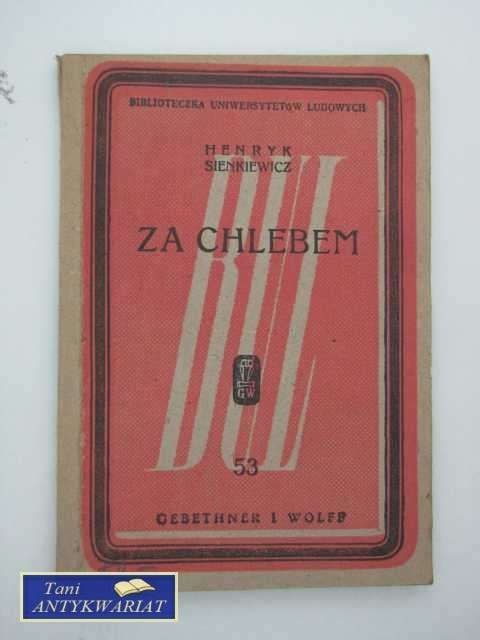 BIBLIOTECZKA UNIWERSYTETÓW LUDOWYCH
HENRYK
SIENKIEWICZ
ZA CHLEBEM
BUL
GW
53
GEBETHNER I WOLFF
Tani
ANTYKWARIAT